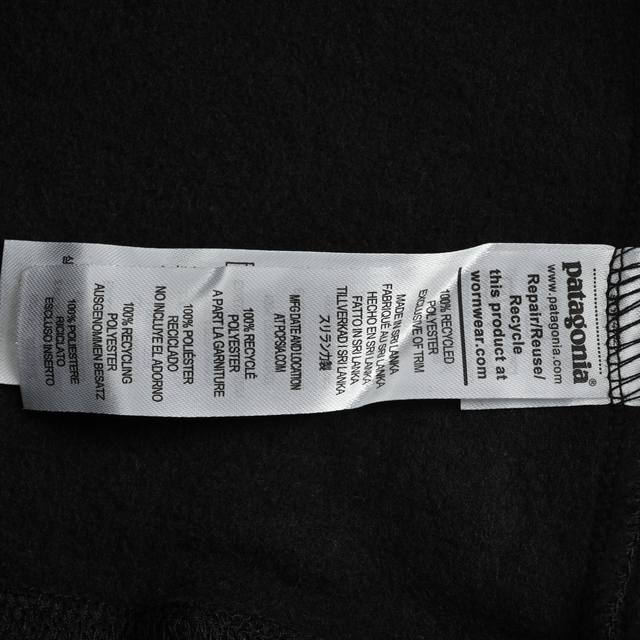 patagonia®
www.patagonia.com
Repair/Reuse/
Recycle
this product at
wornwear.com
100% RECYCLED
POLYESTER
EXCLUSIVE OF TRIM
MADE IN SRI LANKA
FABRIQUÉ AU SRI LANKA
HECHO EN SRI LANKA
FATTO IN SRI LANKA
TILLVERKAD I SRI LANKA
スリランカ製
MFG DATE AND LOCATION
AT PPSM.COM
100% RECYCLÉ
POLYESTER
A PART LA GARNITURE
100% POLIÉSTER
RECICLADO
NO INCLUYE EL ADORNO
100% RECYCLING
POLYESTER
AUSGENOMMEN BESATZ
100% POLIESTERE
RICICLATO
ESCLUSO INSERTO